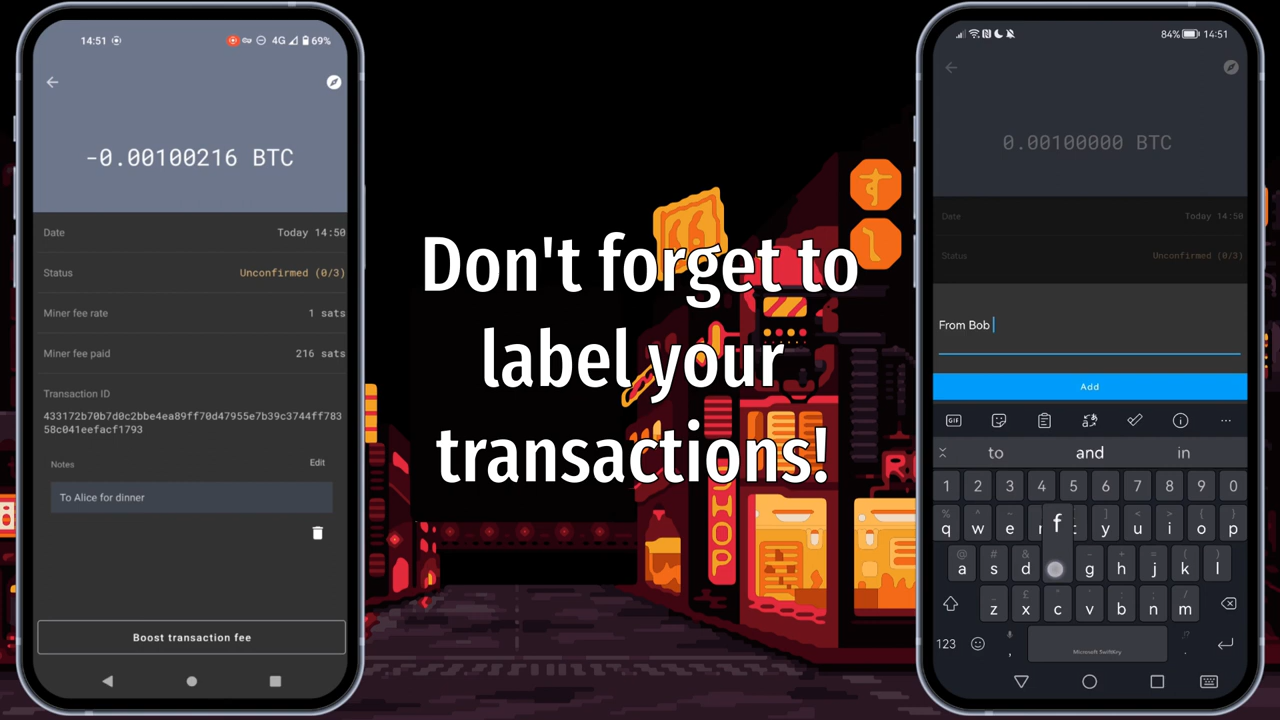 14:51
4G
69%
-0.00100216 BTC
Date
Today 14:50
Status
Unconfirmed (0/3)
Miner fee rate
1 sats
Miner fee paid
216 sats
Transaction ID
433172b70b7d0c2bbe4ea89ff70d47955e7b39c3744ff783
58c041eefacf1793
Notes
Edit
To Alice for dinner
Boost transaction fee
Don't forget to
label your
transactions!
HOP
R
84%
14:51
0.00100000 BTC
Date
Today 14:50
Status
Unconfirmed (0/3)
From Bob
Add
GIF
to and in
1 2 3 4 5 6 7 8 9 0
q w e r t y u i o p
f
a s d g h j k l
z x c v b n m
123
Microsoft SwiftKey